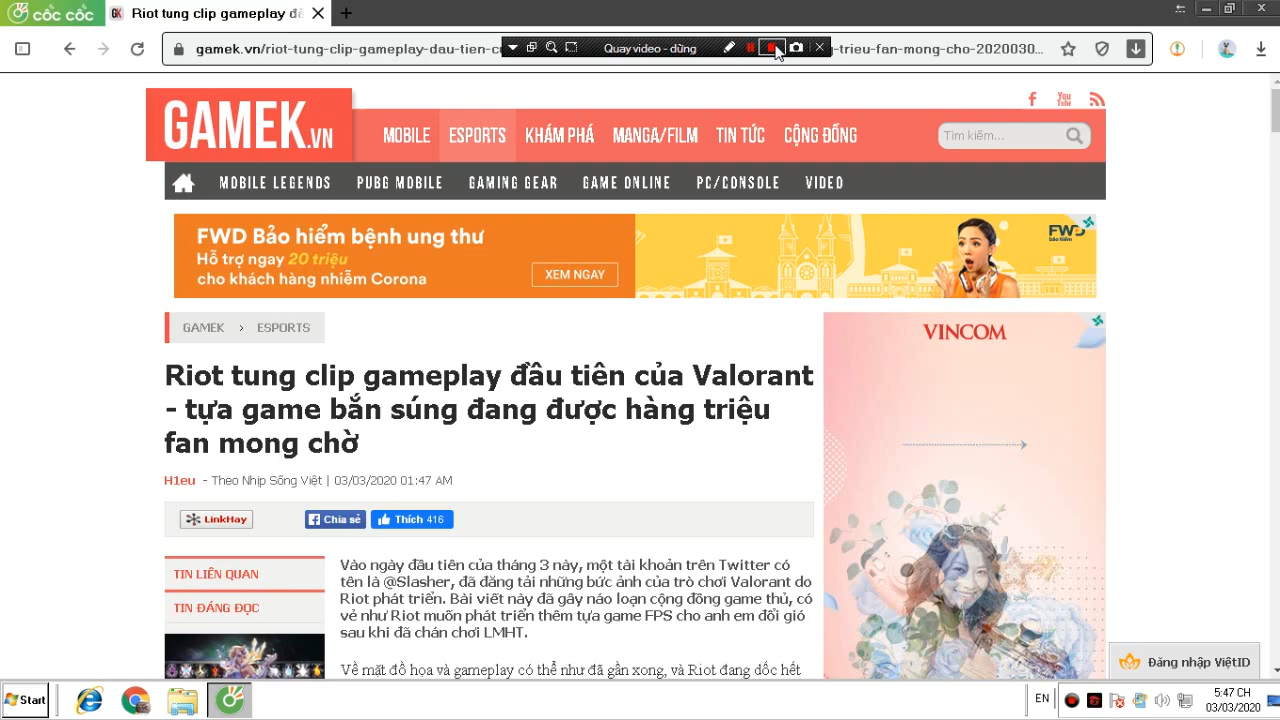 cốc cốc
Riot tung clip gameplay đầ
gamek.vn/riot-tung-clip-gameplay-dau-tien-c
Quay video - dừng
-trieu-fan-mong-cho-2020030...
GAMEK.VN
MOBILE
ESPORTS
KHÁM PHÁ
MANGA/FILM
TIN TỨC
CỘNG ĐỒNG
You
Tìm kiếm...
MOBILE LEGENDS
PUBG MOBILE
GAMING GEAR
GAME ONLINE
PC/CONSOLE
VIDEO
FWD Bảo hiểm bệnh ung thư
Hỗ trợ ngay 20 triệu
cho khách hàng nhiễm Corona
XEM NGAY
FWD
bảo hiểm
GAMEK > ESPORTS
VINCOM
Riot tung clip gameplay đầu tiên của Valorant
- tựa game bắn súng đang được hàng triệu
fan mong chờ
H1eu - Theo Nhịp Sống Việt | 03/03/2020 01:47 AM
LinkHay
Chia sẻ
Thích 416
TIN LIÊN QUAN
TIN ĐÁNG ĐỌC
Vào ngày đầu tiên của tháng 3 này, một tài khoản trên Twitter có
tên là @Slasher, đã đăng tải những bức ảnh của trò chơi Valorant do
Riot phát triển. Bài viết này đã gây náo loạn cộng đồng game thủ, có
vẻ như Riot muốn phát triển thêm tựa game FPS cho anh em đổi gió
sau khi đã chán chơi LMHT.
Về mặt đồ họa và gameplay có thể như đã gần xong, và Riot đang dốc hết
Đăng nhập ViệtID
Start
EN
5:47 CH
03/03/2020